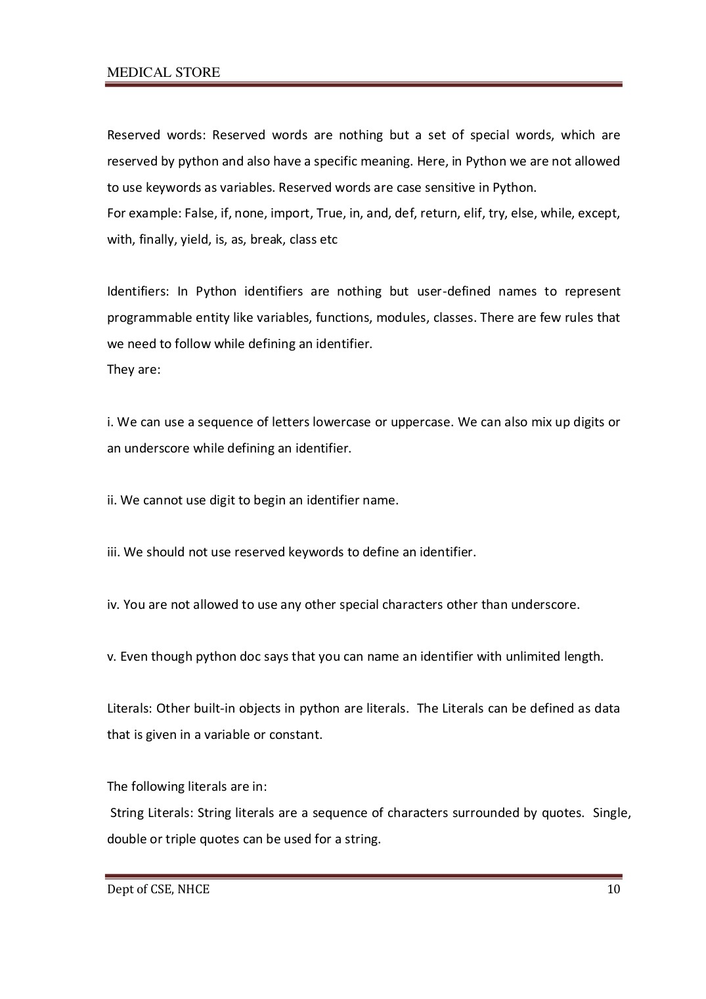 MEDICAL STORE
Reserved words: Reserved words are nothing but a set of special words, which are
reserved by python and also have a specific meaning. Here, in Python we are not allowed
to use keywords as variables. Reserved words are case sensitive in Python.
For example: False, if, none, import, True, in, and, def, return, elif, try, else, while, except,
with, finally, yield, is, as, break, class etc
Identifiers: In Python identifiers are nothing but user-defined names to represent
programmable entity like variables, functions, modules, classes. There are few rules that
we need to follow while defining an identifier.
They are:
i. We can use a sequence of letters lowercase or uppercase. We can also mix up digits or
an underscore while defining an identifier.
ii. We cannot use digit to begin an identifier name.
iii. We should not use reserved keywords to define an identifier.
iv. You are not allowed to use any other special characters other than underscore.
v. Even though python doc says that you can name an identifier with unlimited length.
Literals: Other built-in objects in python are literals. The Literals can be defined as data
that is given in a variable or constant.
The following literals are in:
String Literals: String literals are a sequence of characters surrounded by quotes. Single,
double or triple quotes can be used for a string.
Dept of CSE, NHCE 10